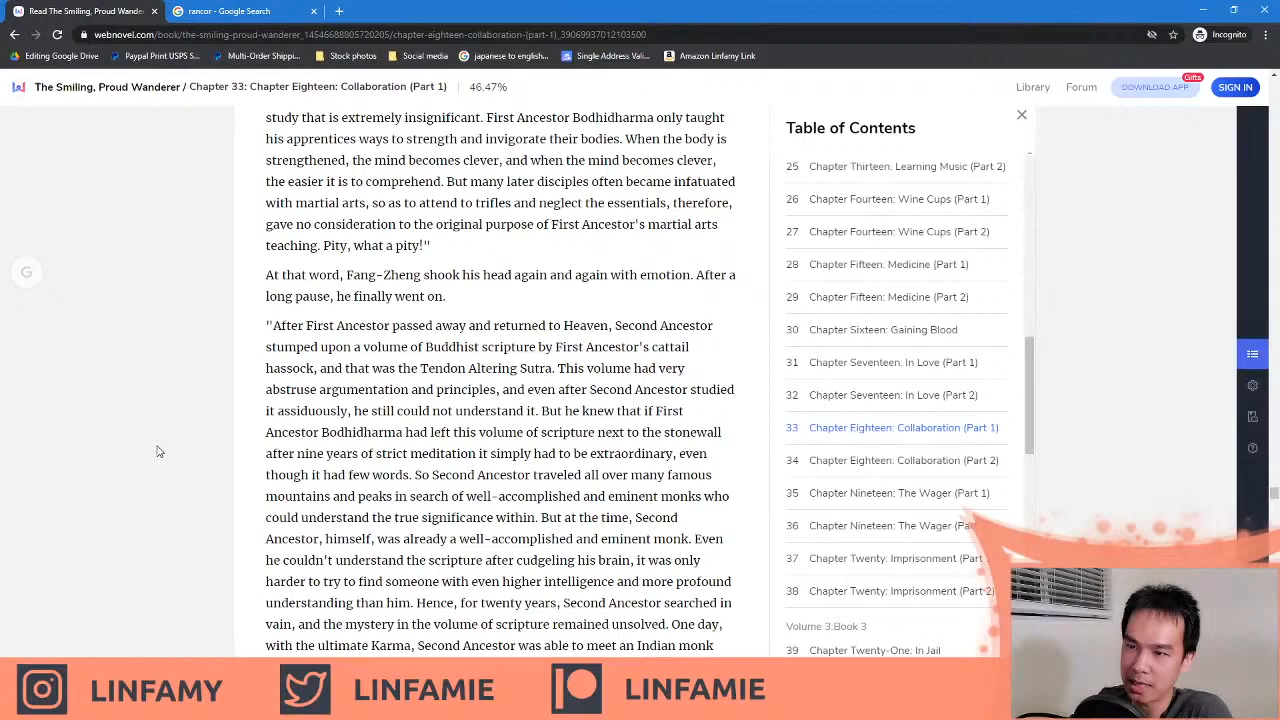 Read The Smiling, Proud Wande
rancor - Google Search
webnovel.com/book/the-smiling-proud-wanderer_14546688805720205/chapter-eighteen-collaboration-(part-1)_39069937012103500
Incognito
Editing Google Drive
Paypal Print USPS S...
Multi-Order Shippi...
Stock photos
Social media
japanese to english...
Single Address Vali...
Amazon Linfamy Link
The Smiling, Proud Wanderer / Chapter 33: Chapter Eighteen: Collaboration (Part 1)
46.47%
Library
Forum
DOWNLOAD APP
Gifts
SIGN IN
study that is extremely insignificant. First Ancestor Bodhidharma only taught
his apprentices ways to strength and invigorate their bodies. When the body is
strengthened, the mind becomes clever, and when the mind becomes clever,
the easier it is to comprehend. But many later disciples often became infatuated
with martial arts, so as to attend to trifles and neglect the essentials, therefore,
gave no consideration to the original purpose of First Ancestor's martial arts
teaching. Pity, what a pity!"
At that word, Fang-Zheng shook his head again and again with emotion. After a
long pause, he finally went on.
"After First Ancestor passed away and returned to Heaven, Second Ancestor
stumped upon a volume of Buddhist scripture by First Ancestor's cattail
hassock, and that was the Tendon Altering Sutra. This volume had very
abstruse argumentation and principles, and even after Second Ancestor studied
it assiduously, he still could not understand it. But he knew that if First
Ancestor Bodhidharma had left this volume of scripture next to the stonewall
after nine years of strict meditation it simply had to be extraordinary, even
though it had few words. So Second Ancestor traveled all over many famous
mountains and peaks in search of well-accomplished and eminent monks who
could understand the true significance within. But at the time, Second
Ancestor, himself, was already a well-accomplished and eminent monk. Even
he couldn't understand the scripture after cudgeling his brain, it was only
harder to try to find someone with even higher intelligence and more profound
understanding than him. Hence, for twenty years, Second Ancestor searched in
vain, and the mystery in the volume of scripture remained unsolved. One day,
with the ultimate Karma, Second Ancestor was able to meet an Indian monk
G
Table of Contents
25 Chapter Thirteen: Learning Music (Part 2)
26 Chapter Fourteen: Wine Cups (Part 1)
27 Chapter Fourteen: Wine Cups (Part 2)
28 Chapter Fifteen: Medicine (Part 1)
29 Chapter Fifteen: Medicine (Part 2)
30 Chapter Sixteen: Gaining Blood
31 Chapter Seventeen: In Love (Part 1)
32 Chapter Seventeen: In Love (Part 2)
33 Chapter Eighteen: Collaboration (Part 1)
34 Chapter Eighteen: Collaboration (Part 2)
35 Chapter Nineteen: The Wager (Part 1)
36 Chapter Nineteen: The Wager (Pa
37 Chapter Twenty: Imprisonment (Part
38 Chapter Twenty: Imprisonment (Part 2)
Volume 3:Book 3
39 Chapter Twenty-One: In Jail
LINFAMY
LINFAMIE
LINFAMIE